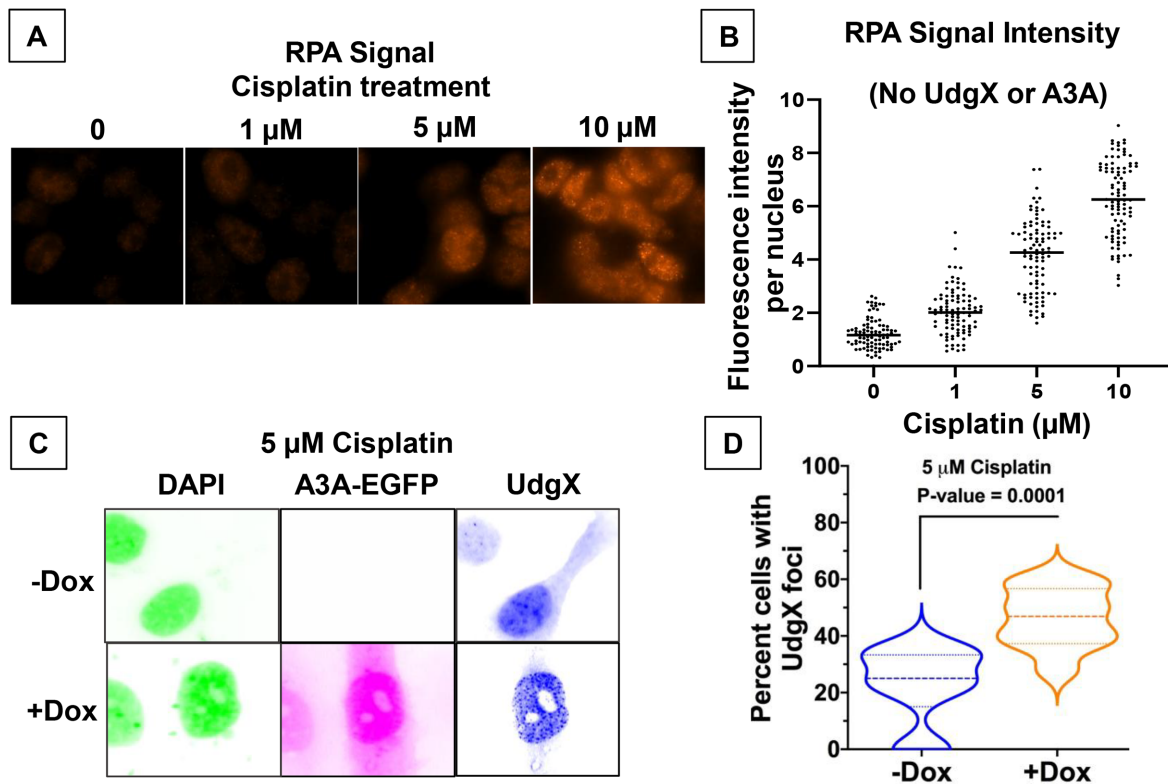 A
RPA Signal
Cisplatin treatment
0
1 µM
5 µM
10 µM
B
RPA Signal Intensity
(No UdgX or A3A)
Fluorescence intensity
per nucleus
10
8
6
4
2
0
0
1
5
10
Cisplatin (µM)
C
5 µM Cisplatin
DAPI
A3A-EGFP
UdgX
-Dox
+Dox
D
5 µM Cisplatin
P-value = 0.0001
Percent cells with
UdgX foci
100
80
60
40
20
0
-Dox
+Dox